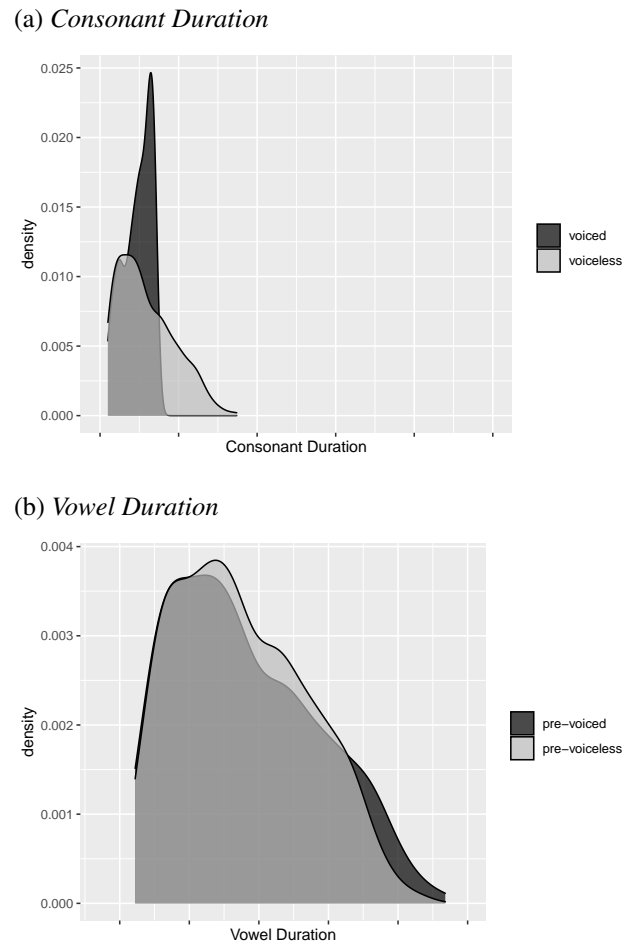 (a) Consonant Duration
0.025
0.020
0.015
0.010
0.005
0.000
density
Consonant Duration
voiced
voiceless
(b) Vowel Duration
0.004
0.003
0.002
0.001
0.000
density
Vowel Duration
pre−voiced
pre−voiceless